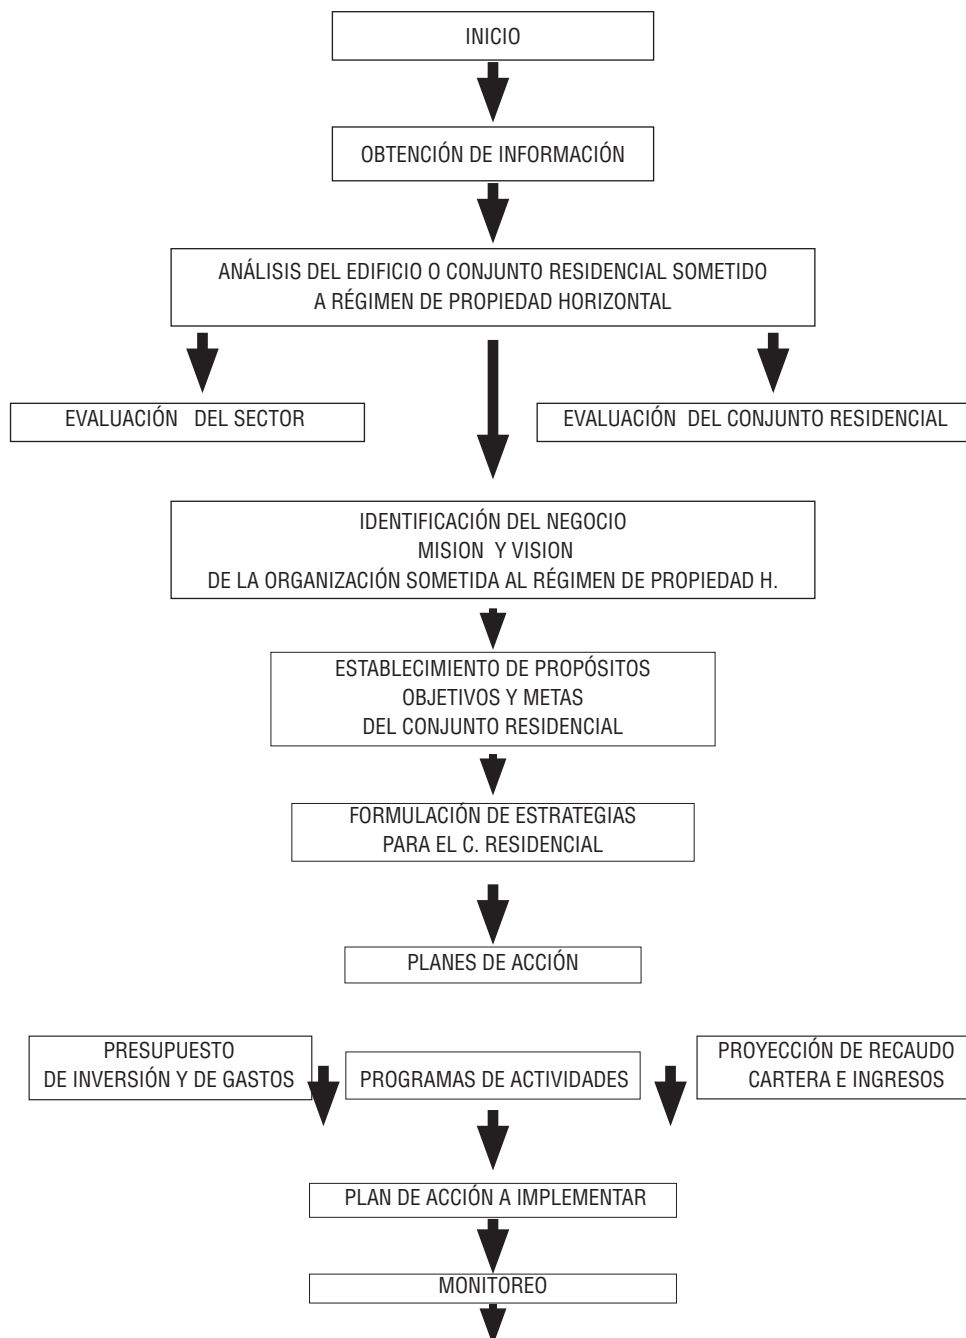 INICIO
OBTENCIÓN DE INFORMACIÓN
ANÁLISIS DEL EDIFICIO O CONJUNTO RESIDENCIAL SOMETIDO
A RÉGIMEN DE PROPIEDAD HORIZONTAL
EVALUACIÓN DEL SECTOR
EVALUACIÓN DEL CONJUNTO RESIDENCIAL
IDENTIFICACIÓN DEL NEGOCIO
MISION Y VISION
DE LA ORGANIZACIÓN SOMETIDA AL RÉGIMEN DE PROPIEDAD H.
ESTABLECIMIENTO DE PROPÓSITOS
OBJETIVOS Y METAS
DEL CONJUNTO RESIDENCIAL
FORMULACIÓN DE ESTRATEGIAS
PARA EL C. RESIDENCIAL
PLANES DE ACCIÓN
PRESUPUESTO
DE INVERSIÓN Y DE GASTOS
PROGRAMAS DE ACTIVIDADES
PROYECCIÓN DE RECAUDO
CARTERA E INGRESOS
PLAN DE ACCIÓN A IMPLEMENTAR
MONITOREO